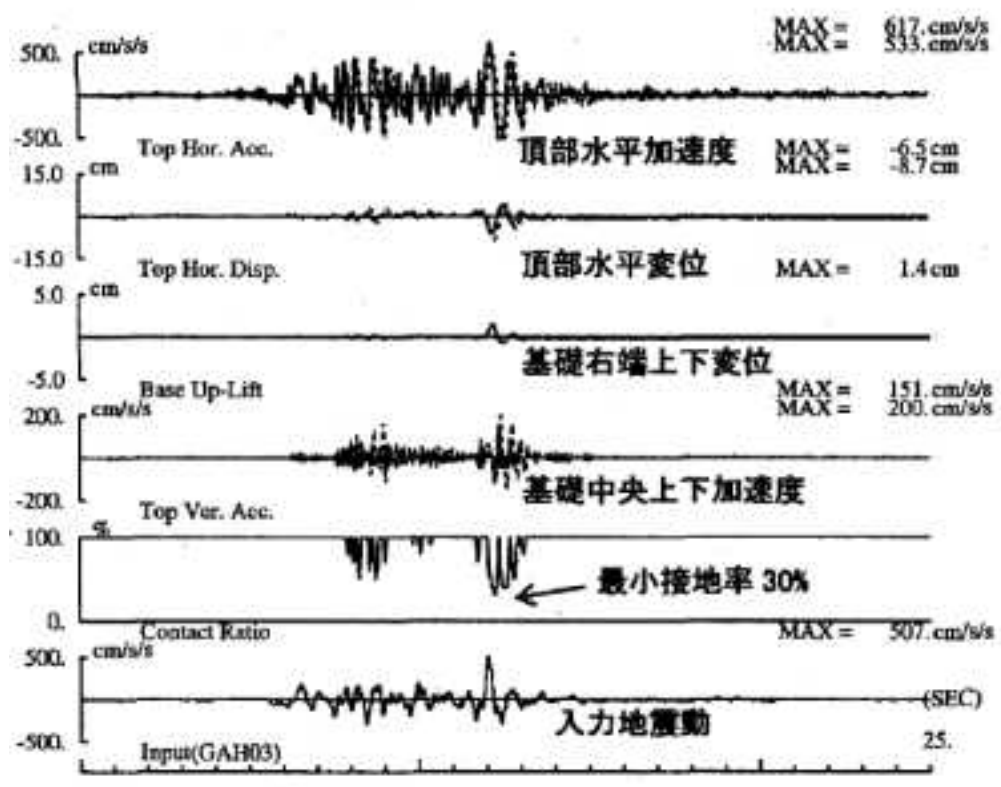 MAX = 617. cm/s/s
500. cm/s/s MAX = 533. cm/s/s
-500. Top Hor. Acc. 頂部水平加速度 MAX = -6.5 cm
15.0 cm MAX = -8.7 cm
-15.0 Top Hor. Disp. 頂部水平変位 MAX = 1.4 cm
5.0 cm
基礎右端上下変位
-5.0 Base Up-Lift MAX = 151. cm/s/s
200. cm/s/s MAX = 200. cm/s/s
-200. 基礎中央上下加速度
Top Ver. Acc.
100. %
最小接地率 30%
0. Contact Ratio MAX = 507. cm/s/s
500. cm/s/s
(SEC)
入力地震動
-500. Input(GAH03) 25.